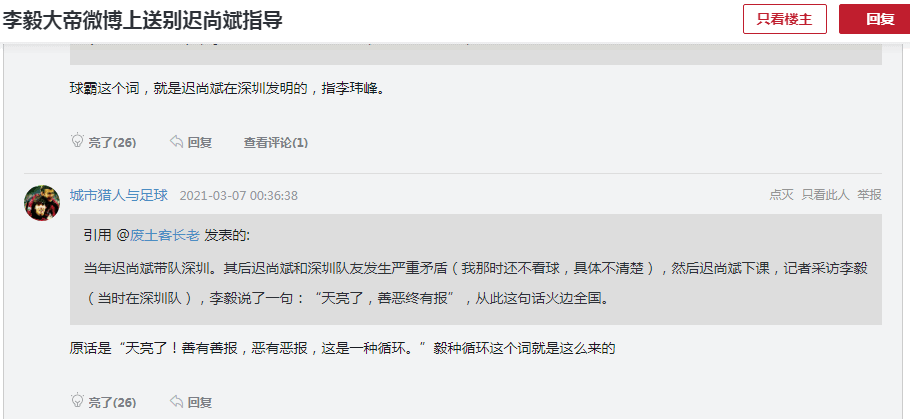 李毅大帝微博上送别迟尚斌指导
只看楼主
回复
球霸这个词，就是迟尚斌在深圳发明的，指李玮峰。
亮了(26) 回复 查看评论(1)
城市猎人与足球 2021-03-07 00:36:38 点灭 只看此人 举报
引用 @废土客长老 发表的:
当年迟尚斌带队深圳。其后迟尚斌和深圳队友发生严重矛盾（我那时还不看球，具体不清楚），然后迟尚斌下课，记者采访李毅
（当时在深圳队），李毅说了一句：“天亮了，善恶终有报”，从此这句话火边全国。
原话是“天亮了！善有善报，恶有恶报，这是一种循环。”毅种循环这个词就是这么来的
亮了(26) 回复